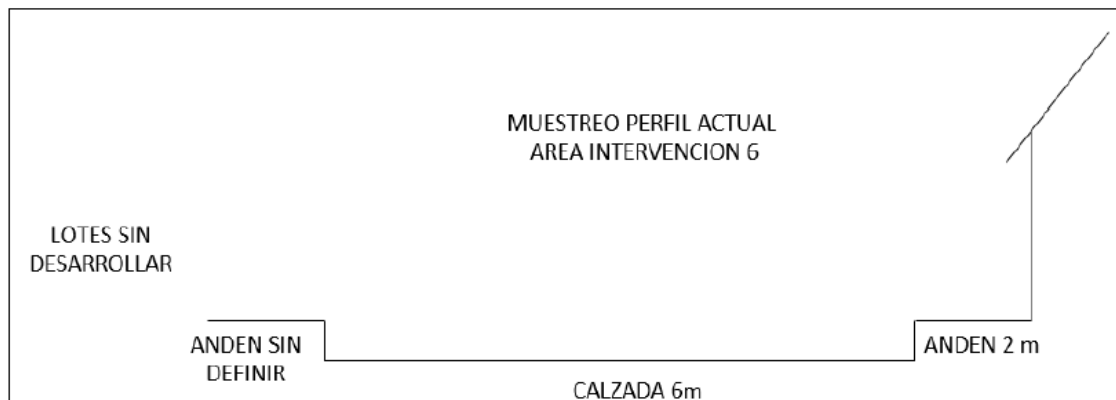 MUESTREO PERFIL ACTUAL
AREA INTERVENCION 6
LOTES SIN
DESARROLLAR
ANDEN SIN
DEFINIR
ANDEN 2 m
CALZADA 6m